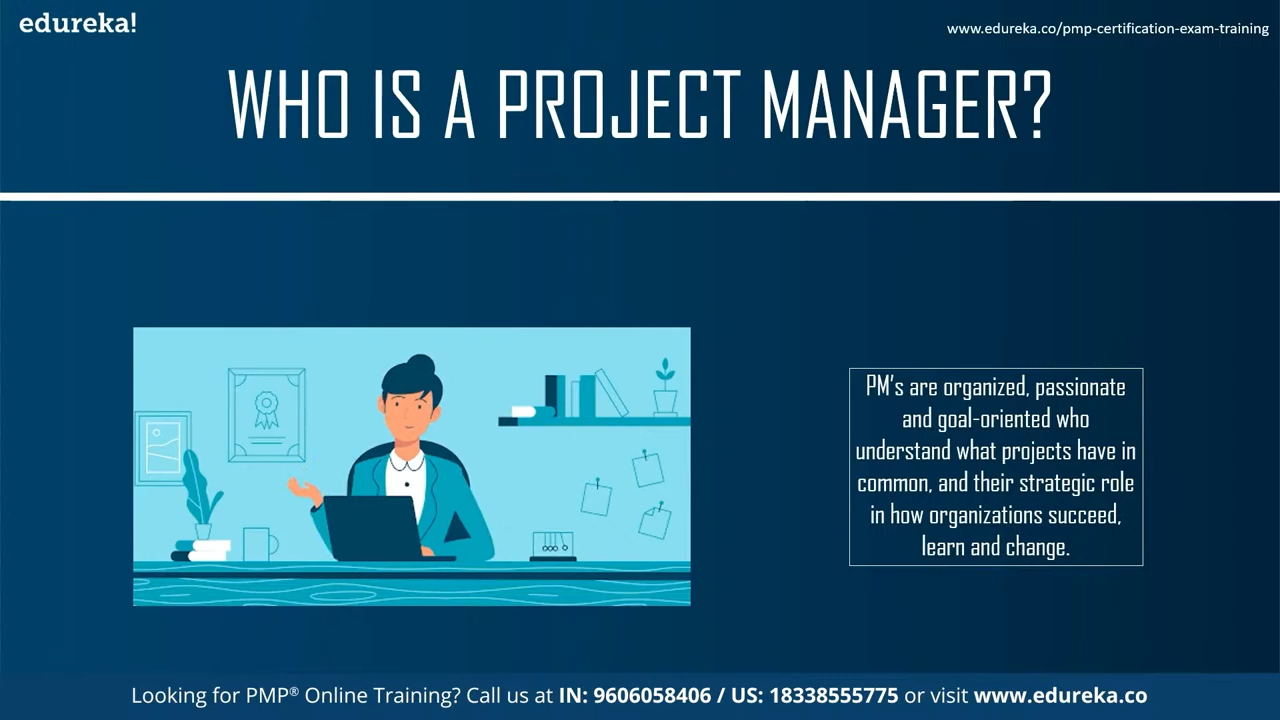 edureka!
www.edureka.co/pmp-certification-exam-training
WHO IS A PROJECT MANAGER?
PM's are organized, passionate
and goal-oriented who
understand what projects have in
common, and their strategic role
in how organizations succeed,
learn and change.
Looking for PMP® Online Training? Call us at IN: 9606058406 / US: 18338555775 or visit www.edureka.co